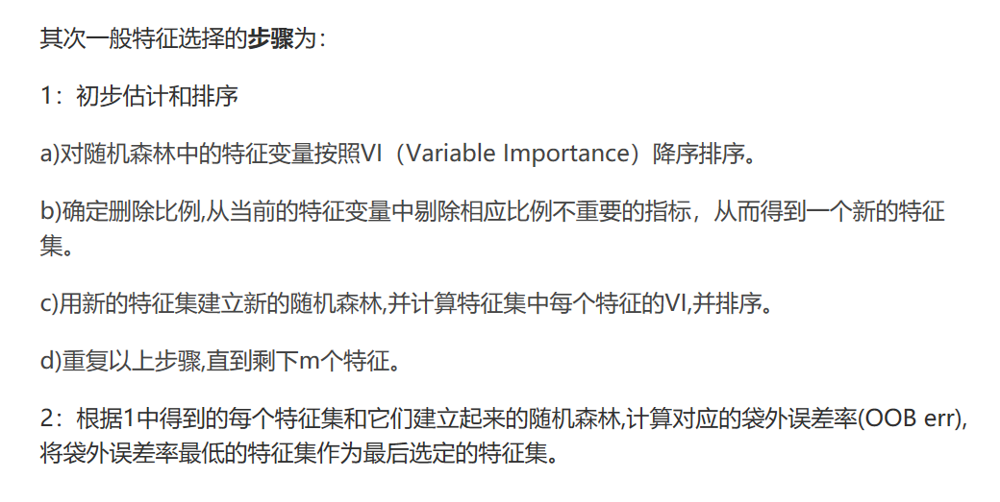 其次一般特征选择的步骤为：
1：初步估计和排序
a)对随机森林中的特征变量按照VI（Variable Importance）降序排序。
b)确定删除比例,从当前的特征变量中剔除相应比例不重要的指标，从而得到一个新的特征
集。
c)用新的特征集建立新的随机森林,并计算特征集中每个特征的VI,并排序。
d)重复以上步骤,直到剩下m个特征。
2：根据1中得到的每个特征集和它们建立起来的随机森林,计算对应的袋外误差率(OOB err),
将袋外误差率最低的特征集作为最后选定的特征集。